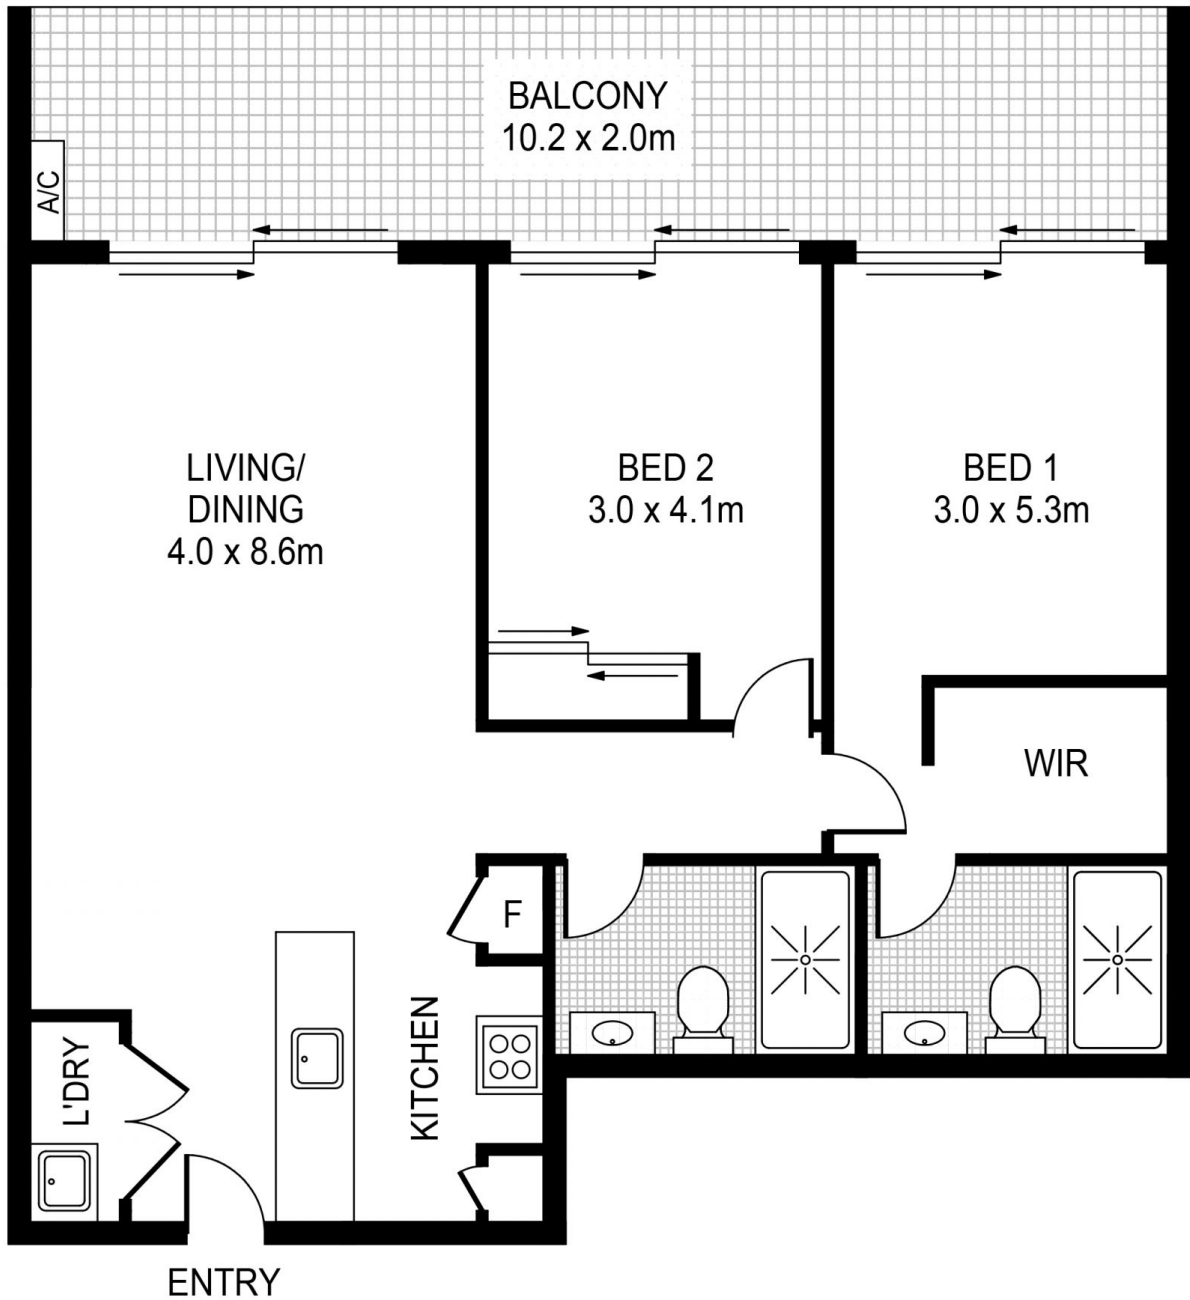 BALCONY
10.2 x 2.0m
A/C
LIVING/
DINING
4.0 x 8.6m
BED 2
3.0 x 4.1m
BED 1
3.0 x 5.3m
WIR
F
KITCHEN
L'DRY
ENTRY